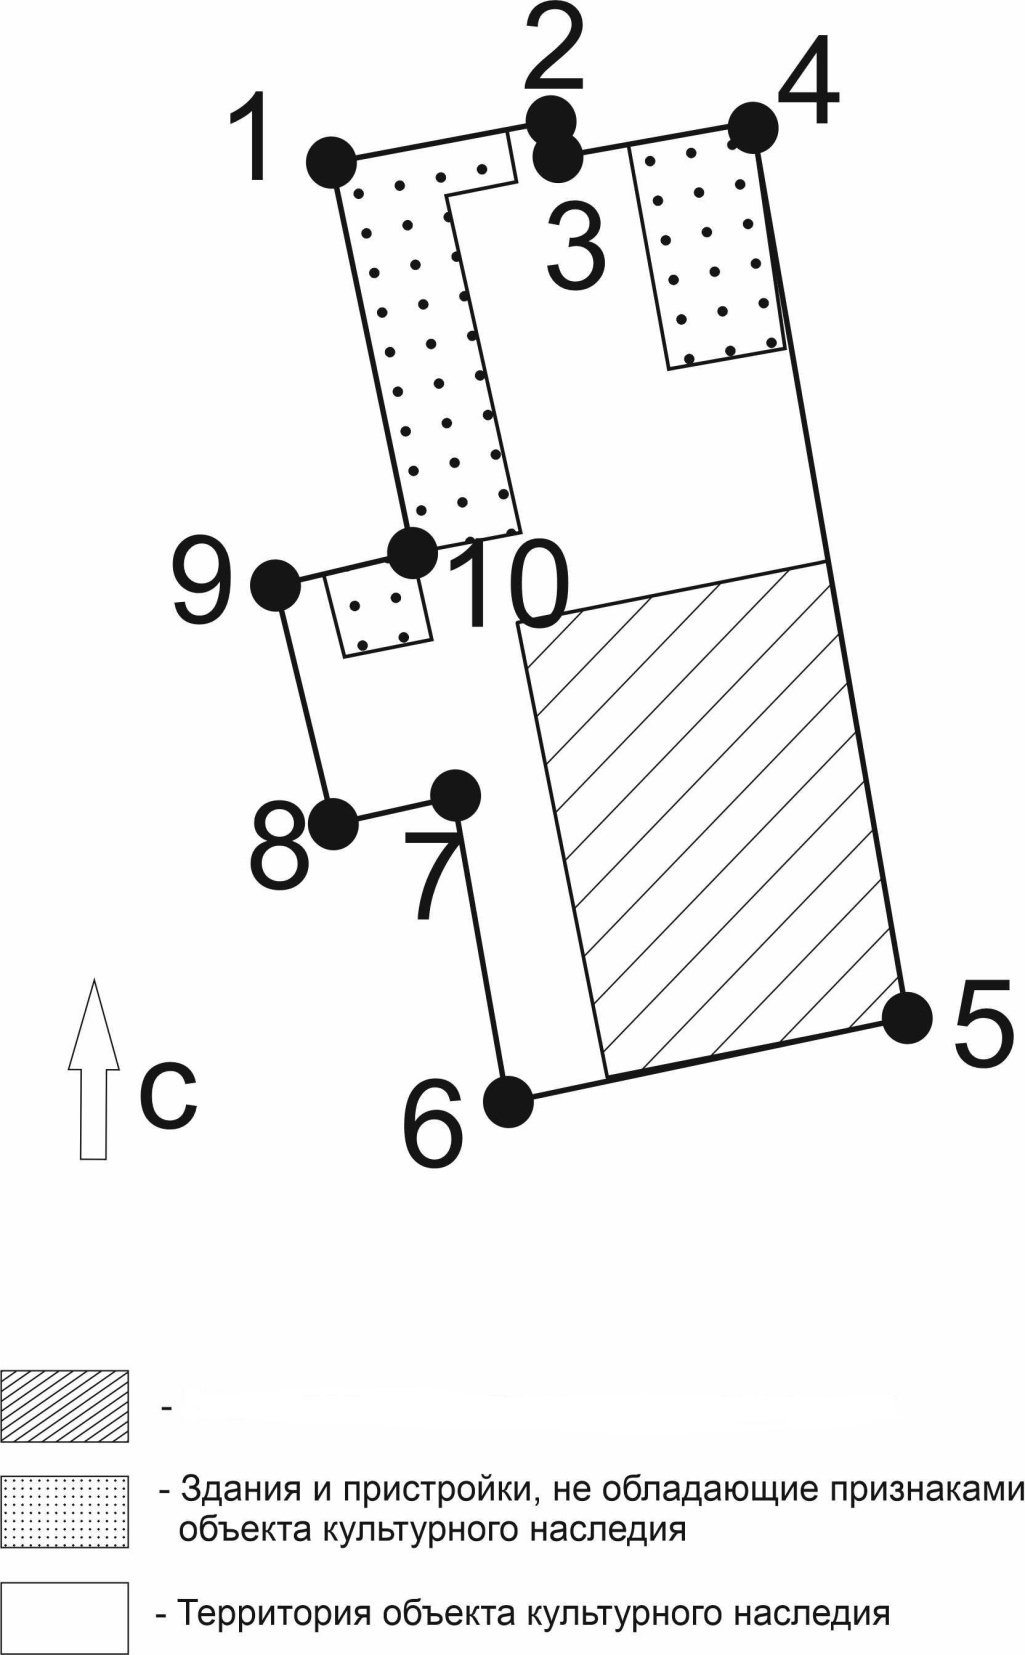 2
4
1
3
9
10
8
7
5
с
6
-
- Здания и пристройки, не обладающие признаками
объекта культурного наследия
- Территория объекта культурного наследия